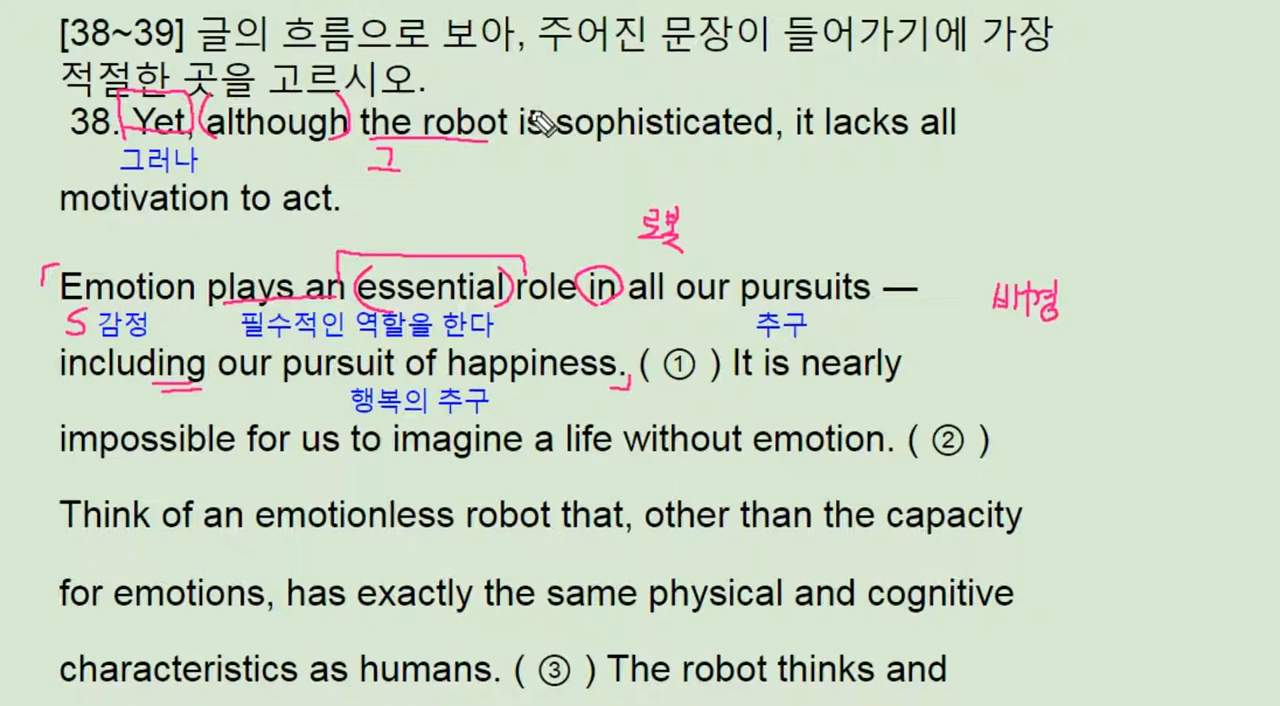 [38~39] 글의 흐름으로 보아, 주어진 문장이 들어가기에 가장
적절한 곳을 고르시오.
38. Yet, although the robot is sophisticated, it lacks all
그러나 그
motivation to act.
로봇
Emotion plays an essential role in all our pursuits —
배경
S 감정 필수적인 역할을 한다 추구
including our pursuit of happiness. ( ① ) It is nearly
행복의 추구
impossible for us to imagine a life without emotion. ( ② )
Think of an emotionless robot that, other than the capacity
for emotions, has exactly the same physical and cognitive
characteristics as humans. ( ③ ) The robot thinks and